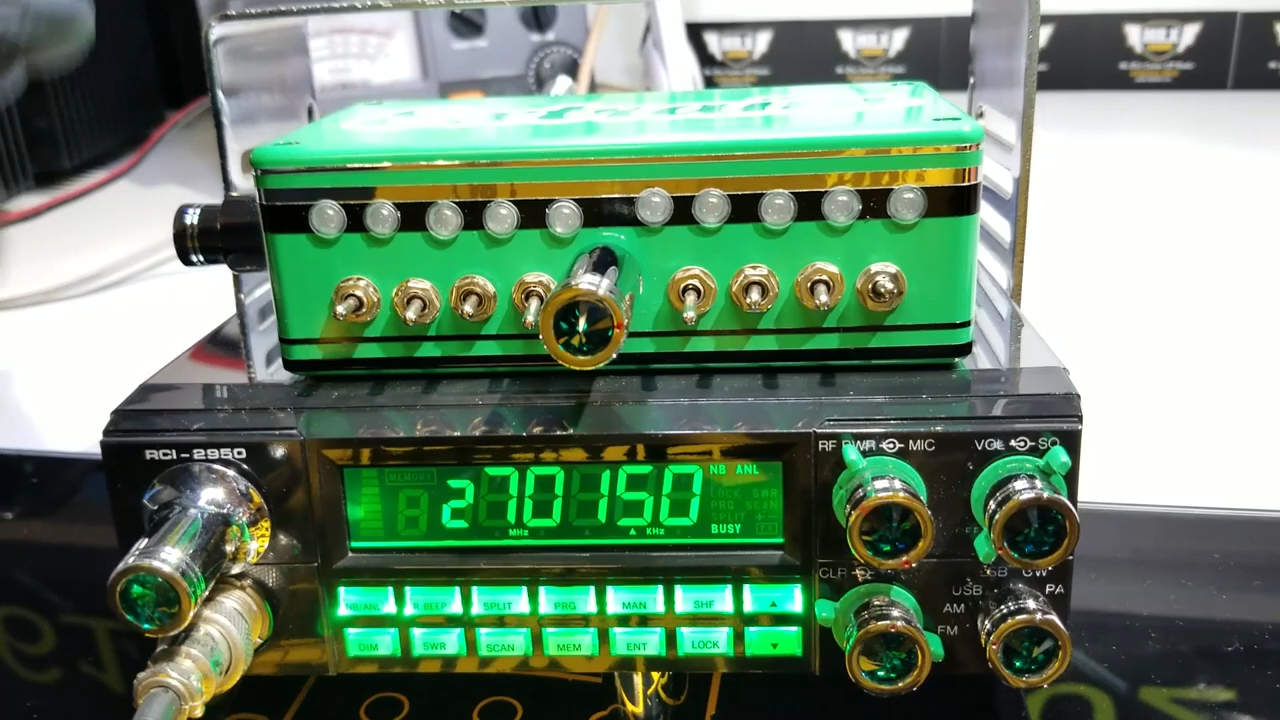 RCI-2950
MEMORY
8 270150
MHz KHz
NB ANL
LOCK SWR
PRG SCAN
SPLIT + -
BUSY
RF PWR MIC
VOL SQ
NB/ANL R.BEEP SPLIT PRG MAN SHF ▲
DIM SWR SCAN MEM ENT LOCK ▼
CLR
CW
USB PA
AM
FM